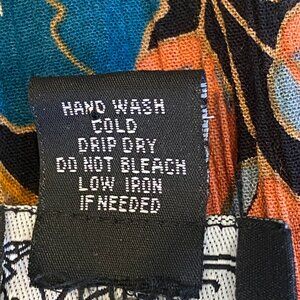 HAND WASH
COLD
DRIP DRY
DO NOT BLEACH
LOW IRON
IF NEEDED